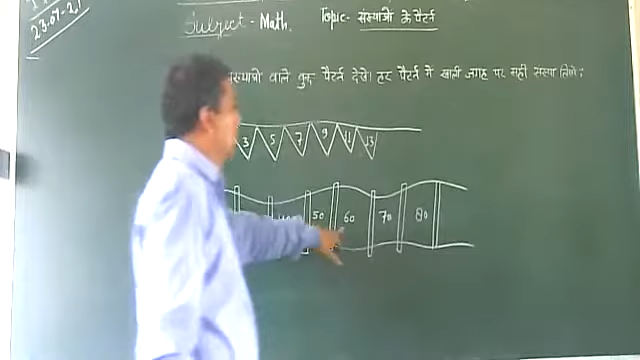 23-07-21
Subject - Math. Topic - संख्याओं के पैटर्न
संख्याओं वाले कुछ पैटर्न देखो। हर पैटर्न में खाली जगह पर सही संख्या लिखो:
3 5 7 9 11 13
50 60 70 80